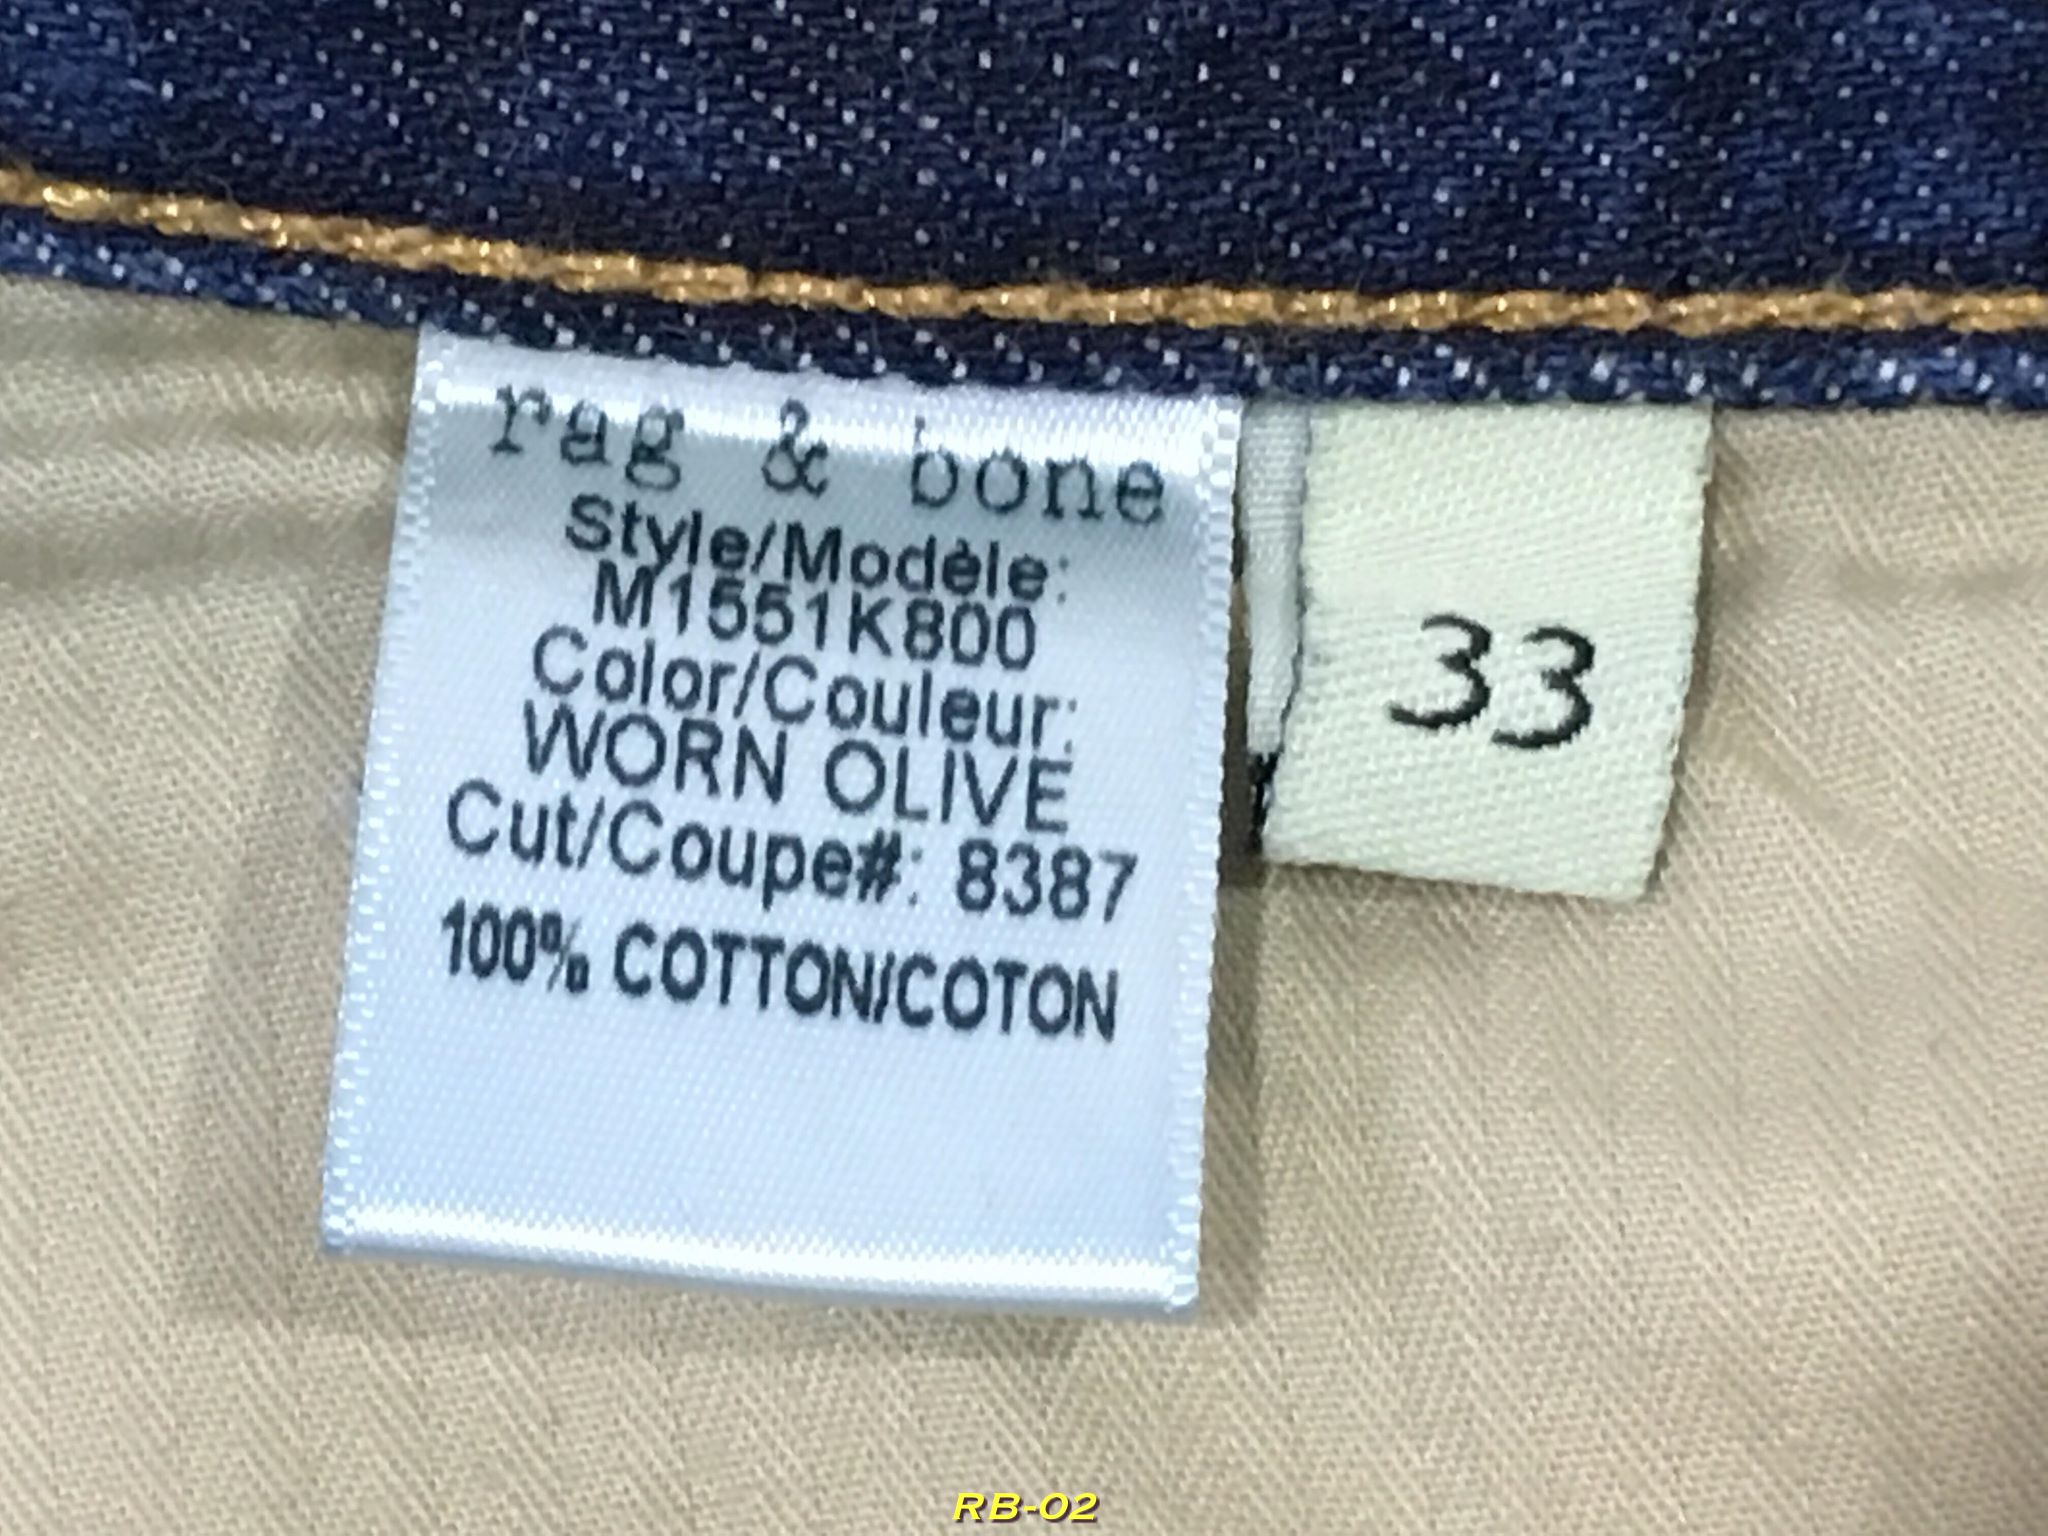 rag & bone
Style/Modèle:
M1551K800
Color/Couleur:
WORN OLIVE
Cut/Coupe#: 8387
100% COTTON/COTON
33
RB-02